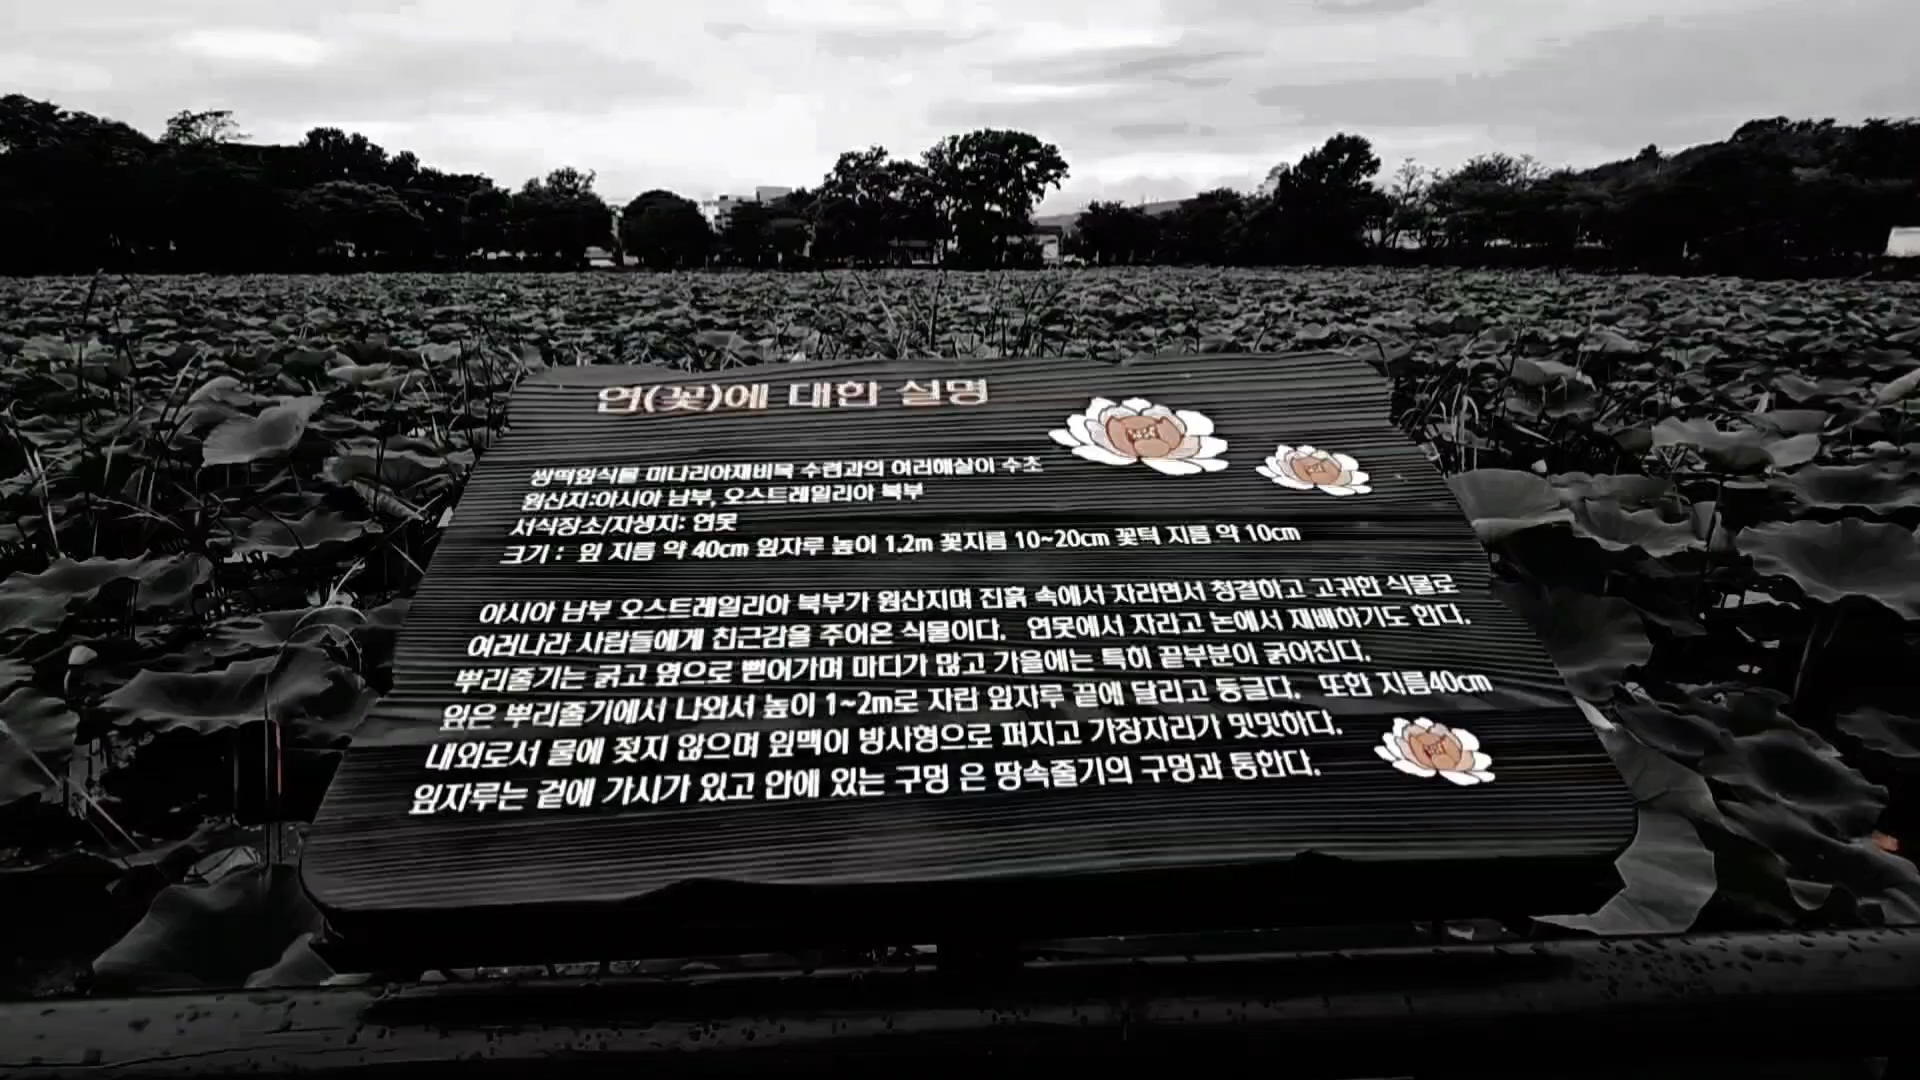 연(꽃)에 대한 설명
쌍떡잎식물 미나리아재비목 수련과의 여러해살이 수초
원산지:아시아 남부, 오스트레일리아 북부
서식장소/자생지: 연못
크기 : 잎 지름 약 40cm 잎자루 높이 1.2m 꽃지름 10~20cm 꽃턱 지름 약 10cm
아시아 남부 오스트레일리아 북부가 원산지며 진흙 속에서 자라면서 청결하고 고귀한 식물로
여러나라 사람들에게 친근감을 주어온 식물이다. 연못에서 자라고 논에서 재배하기도 한다.
뿌리줄기는 굵고 옆으로 뻗어가며 마디가 많고 가을에는 특히 끝부분이 굵어진다.
잎은 뿌리줄기에서 나와서 높이 1~2m로 자란 잎자루 끝에 달리고 둥글다. 또한 지름40cm
내외로서 물에 젖지 않으며 잎맥이 방사형으로 퍼지고 가장자리가 밋밋하다.
잎자루는 겉에 가시가 있고 안에 있는 구멍 은 땅속줄기의 구멍과 통한다.